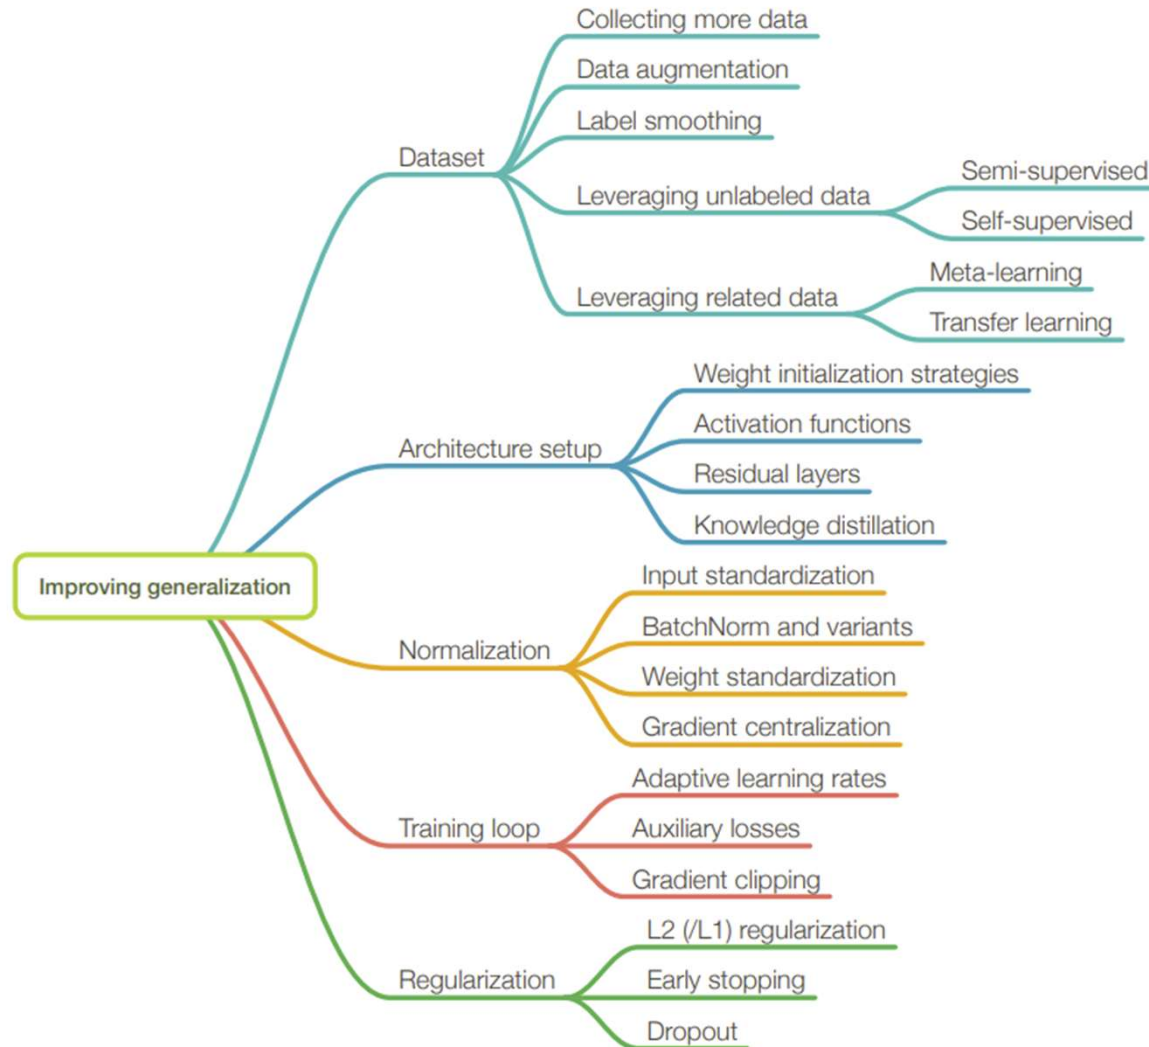 Collecting more data
Data augmentation
Label smoothing
Dataset
Semi-supervised
Leveraging unlabeled data
Self-supervised
Meta-learning
Leveraging related data
Transfer learning
Weight initialization strategies
Activation functions
Architecture setup
Residual layers
Knowledge distillation
Improving generalization
Input standardization
BatchNorm and variants
Normalization
Weight standardization
Gradient centralization
Adaptive learning rates
Training loop
Auxiliary losses
Gradient clipping
L2 (/L1) regularization
Regularization
Early stopping
Dropout